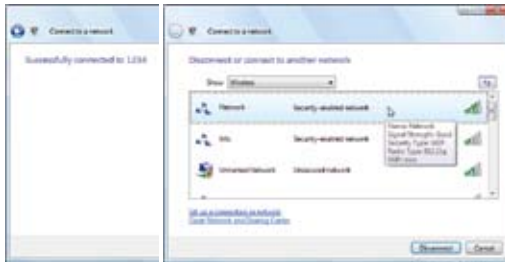 Connect to a network
Successfully connected to 1234
Connect to a network
Disconnect or connect to another network
Show Wireless
Network Security-enabled network
Security-enabled network
Unnamed Network Unsecured network
Name: Network
Signal Strength: Good
Security Type: WEP
Radio Type: 802.11g
Set up a connection or network
Open Network and Sharing Center
Disconnect Cancel